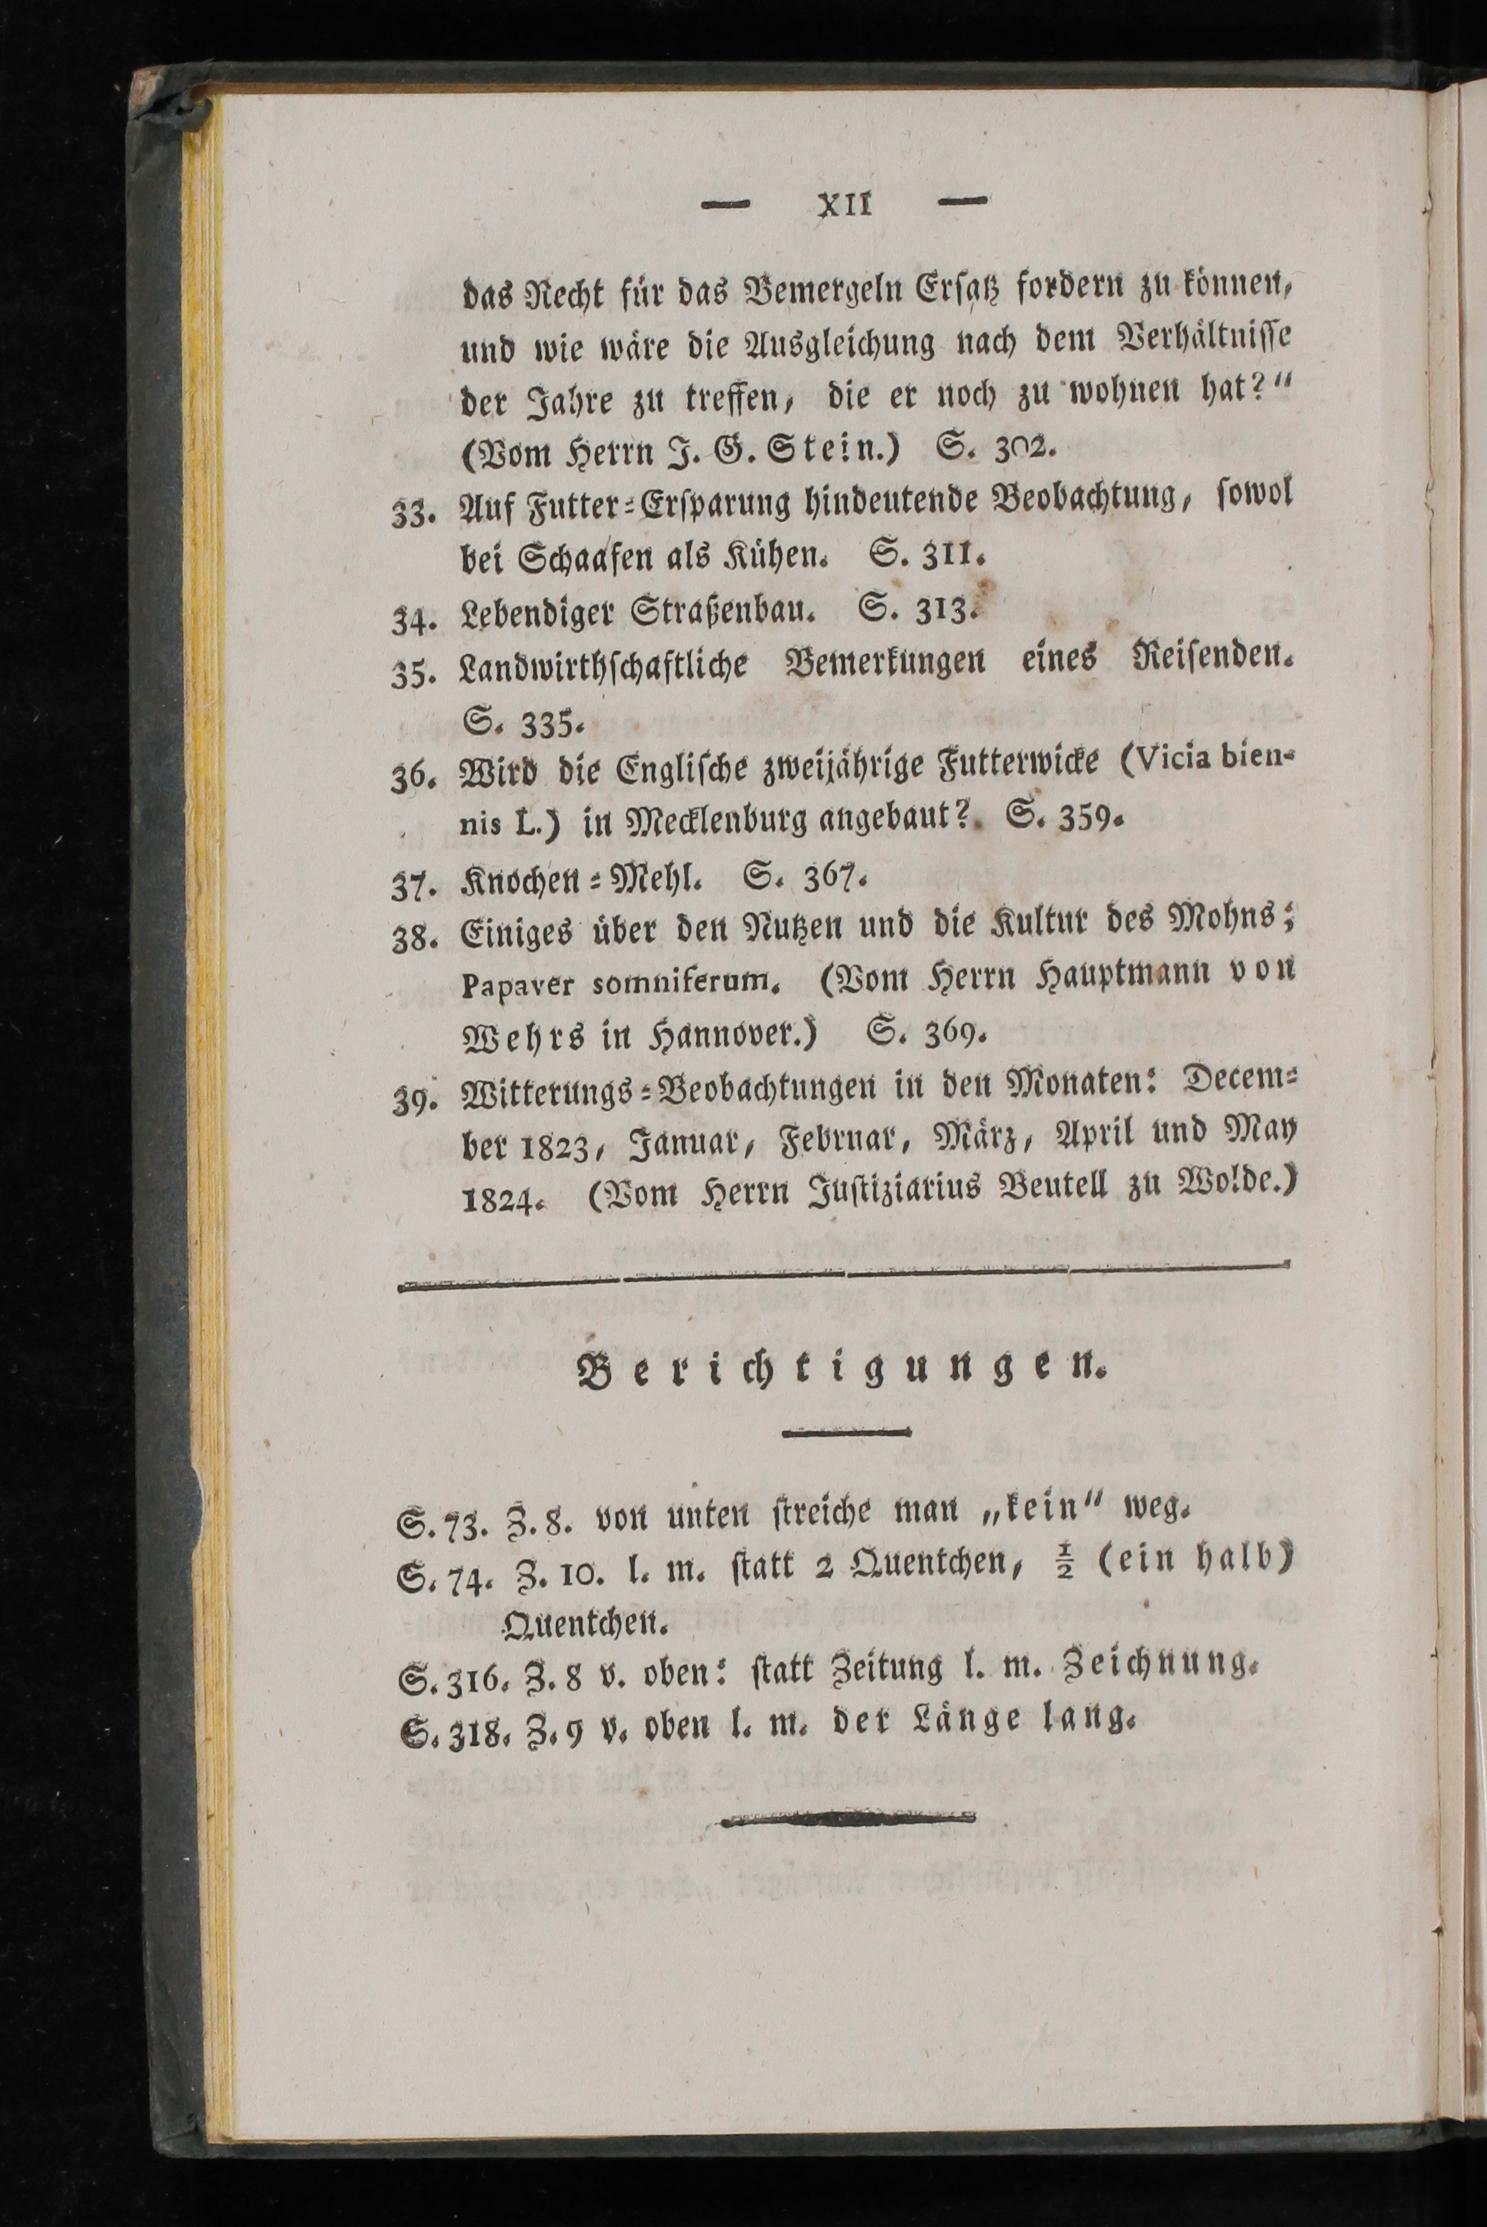 — XII —
das Recht für das Bemergeln Ersatz fordern zu können,
und wie wäre die Ausgleichung nach dem Verhältnisse
der Jahre zu treffen, die er noch zu wohnen hat?“
(Vom Herrn J. G. Stein.) S. 302.
33. Auf Futter-Ersparung hindeutende Beobachtung, sowol
bei Schaafen als Kühen. S. 311.
34. Lebendiger Straßenbau. S. 313.
35. Landwirthschaftliche Bemerkungen eines Reisenden.
S. 335.
36. Wird die Englische zweijährige Futterwicke (Vicia bien-
nis L.) in Mecklenburg angebaut? S. 359.
37. Knochen-Mehl. S. 367.
38. Einiges über den Nutzen und die Kultur des Mohns;
Papaver somniferum. (Vom Herrn Hauptmann von
Wehrs in Hannover.) S. 369.
39. Witterungs-Beobachtungen in den Monaten: Decem-
ber 1823, Januar, Februar, März, April und May
1824. (Vom Herrn Justiziarius Beutell zu Wolde.)
Berichtigungen.
S. 73. Z. 8. von unten streiche man „kein“ weg.
S. 74. Z. 10. l. m. statt 2 Quentchen, ½ (ein halb)
Quentchen.
S. 316. Z. 8 v. oben: statt Zeitung l. m. Zeichnung.
S. 318. Z. 9 v. oben l. m. der Länge lang.